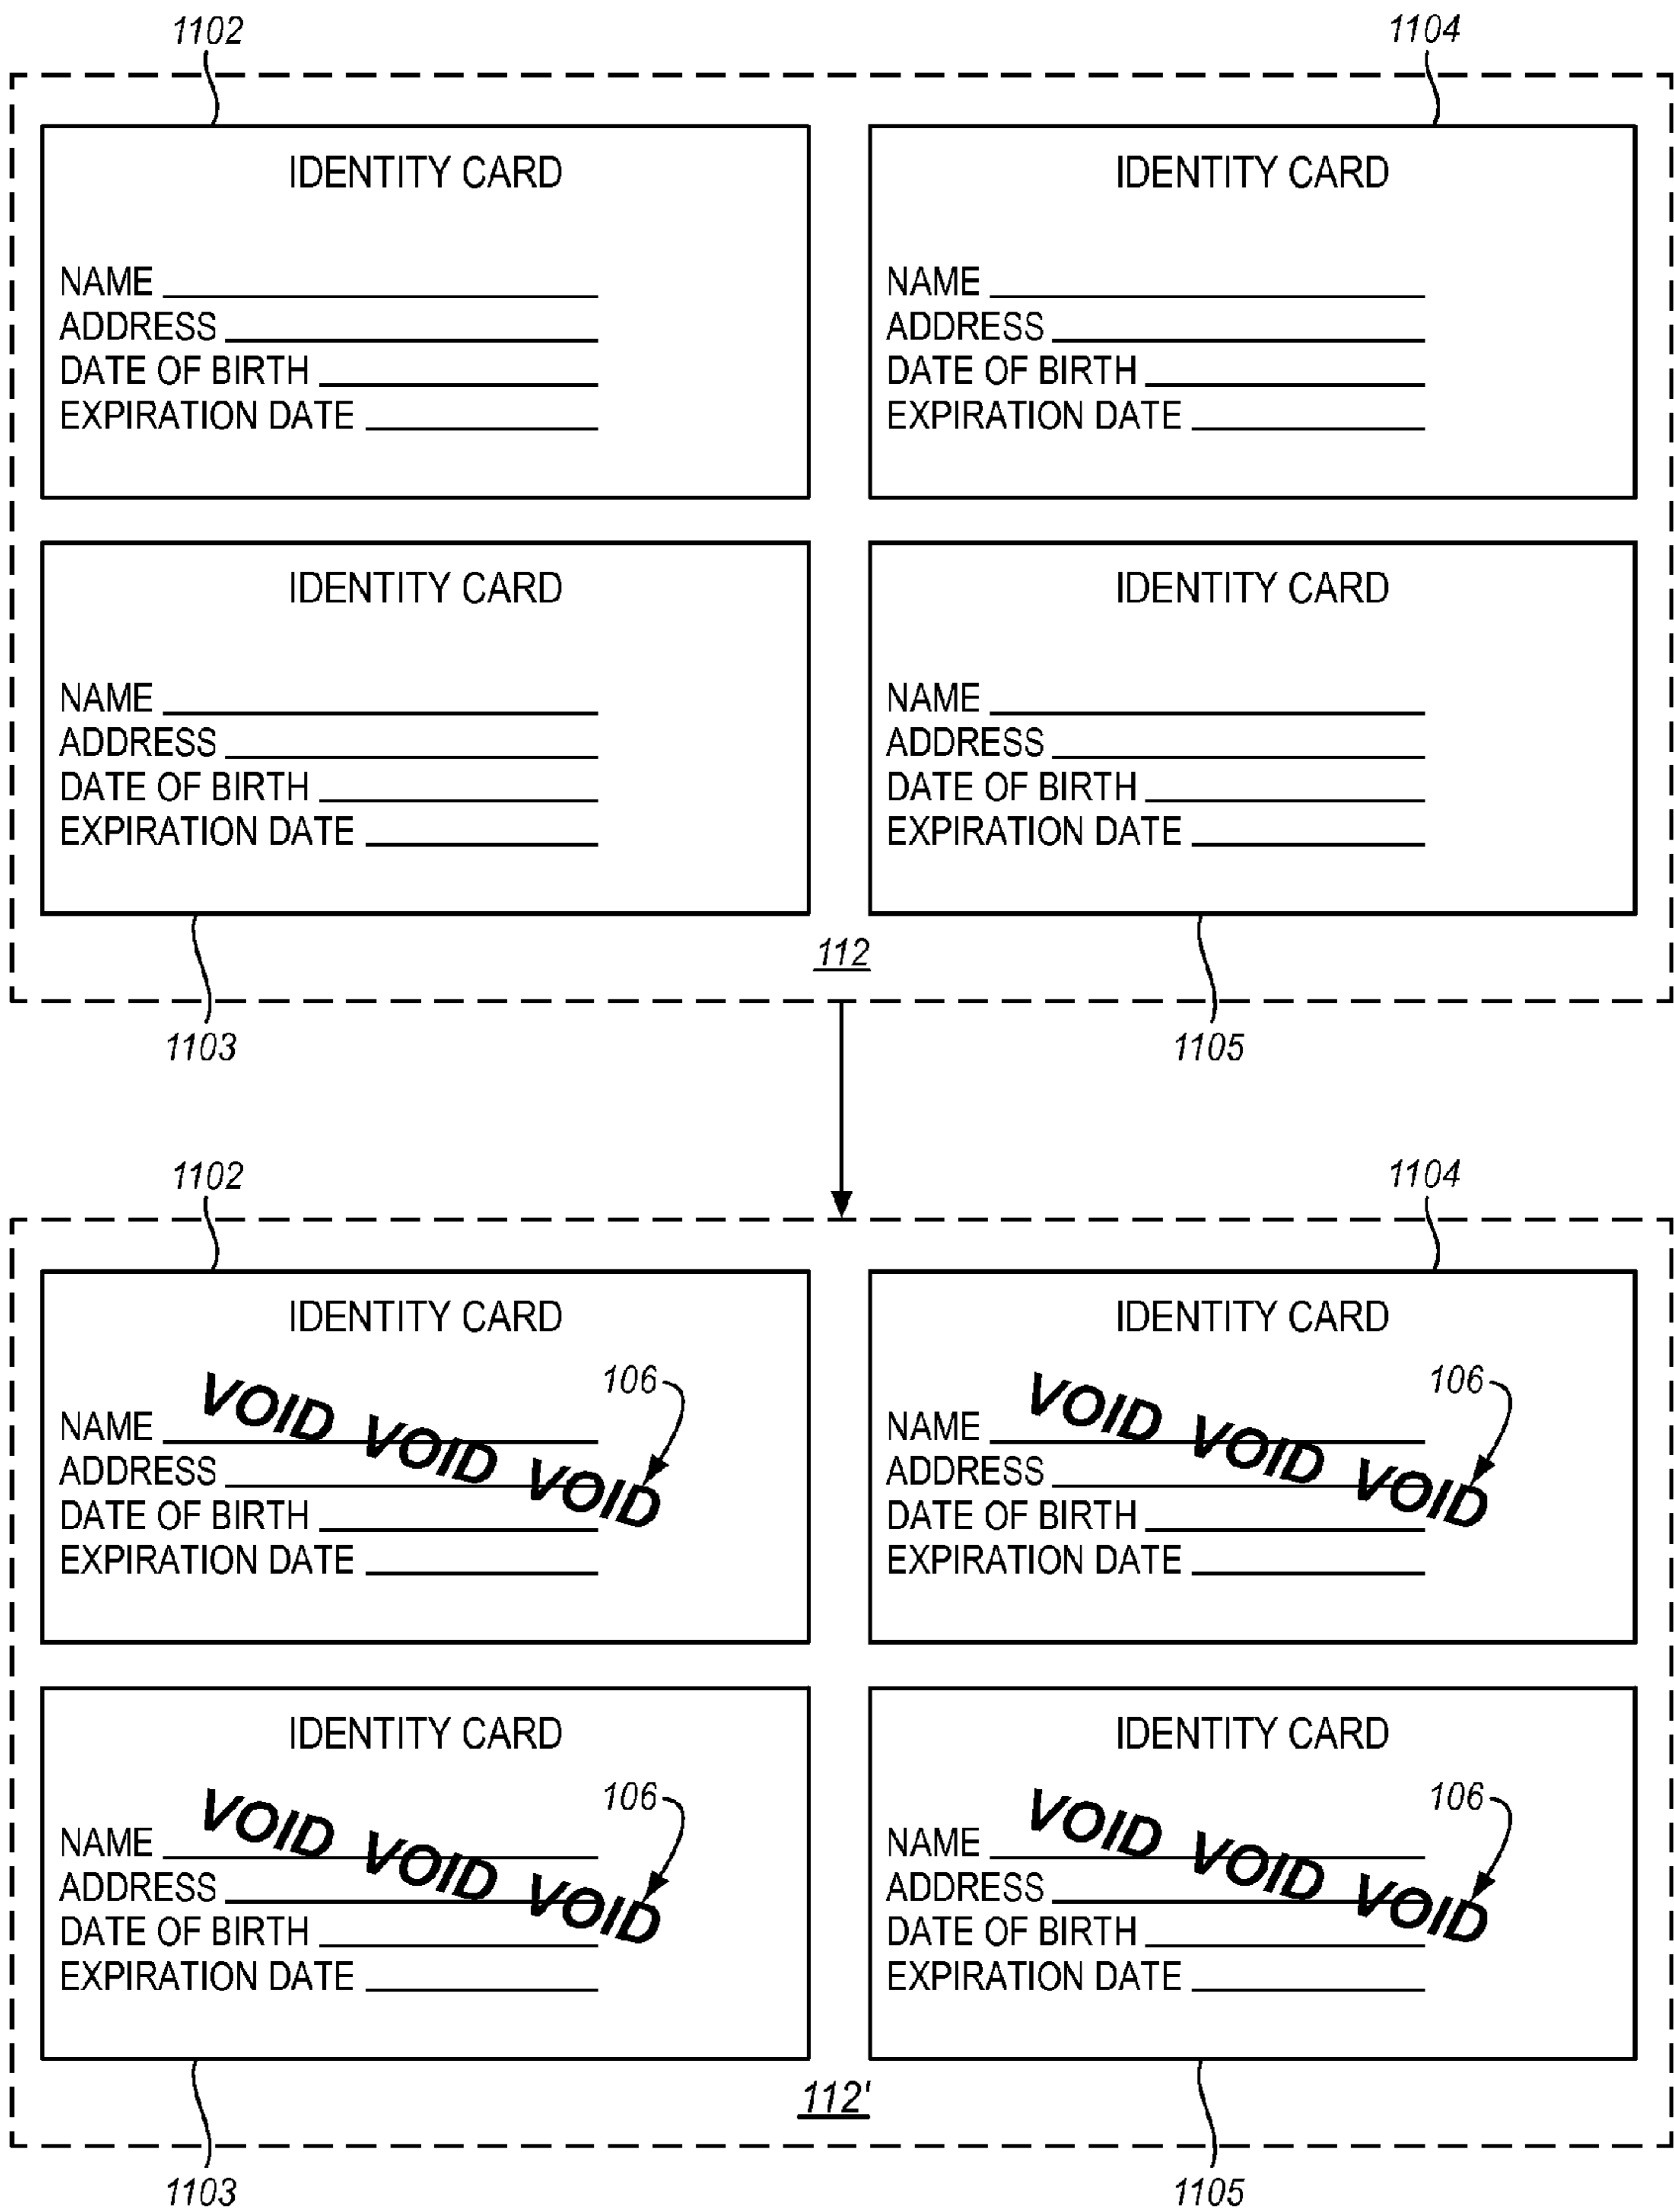 1102
1104
IDENTITY CARD
NAME
ADDRESS
DATE OF BIRTH
EXPIRATION DATE
IDENTITY CARD
NAME
ADDRESS
DATE OF BIRTH
EXPIRATION DATE
IDENTITY CARD
NAME
ADDRESS
DATE OF BIRTH
EXPIRATION DATE
IDENTITY CARD
NAME
ADDRESS
DATE OF BIRTH
EXPIRATION DATE
112
1103
1105
1102
1104
IDENTITY CARD
106
VOID VOID VOID
NAME
ADDRESS
DATE OF BIRTH
EXPIRATION DATE
IDENTITY CARD
106
VOID VOID VOID
NAME
ADDRESS
DATE OF BIRTH
EXPIRATION DATE
IDENTITY CARD
106
VOID VOID VOID
NAME
ADDRESS
DATE OF BIRTH
EXPIRATION DATE
IDENTITY CARD
106
VOID VOID VOID
NAME
ADDRESS
DATE OF BIRTH
EXPIRATION DATE
112'
1103
1105